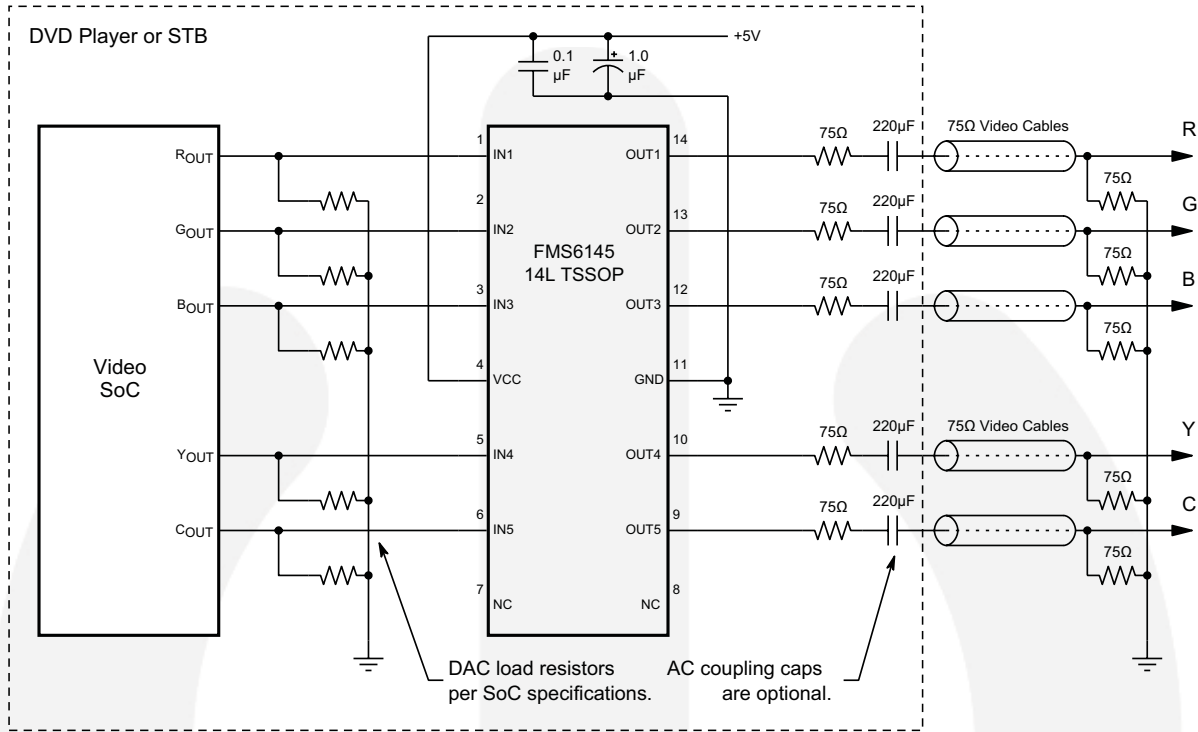 DVD Player or STB
+5V
0.1
µF
+
1.0
µF
Video
SoC
ROUT
GOUT
BOUT
YOUT
COUT
FMS6145
14L TSSOP
1
IN1
2
IN2
3
IN3
4
VCC
5
IN4
6
IN5
7
NC
14
OUT1
13
OUT2
12
OUT3
11
GND
10
OUT4
9
OUT5
8
NC
75Ω 220µF 75Ω Video Cables
R
75Ω
75Ω 220µF
G
75Ω
75Ω 220µF
B
75Ω
75Ω 220µF 75Ω Video Cables
Y
75Ω
75Ω 220µF
C
75Ω
DAC load resistors
per SoC specifications.
AC coupling caps
are optional.